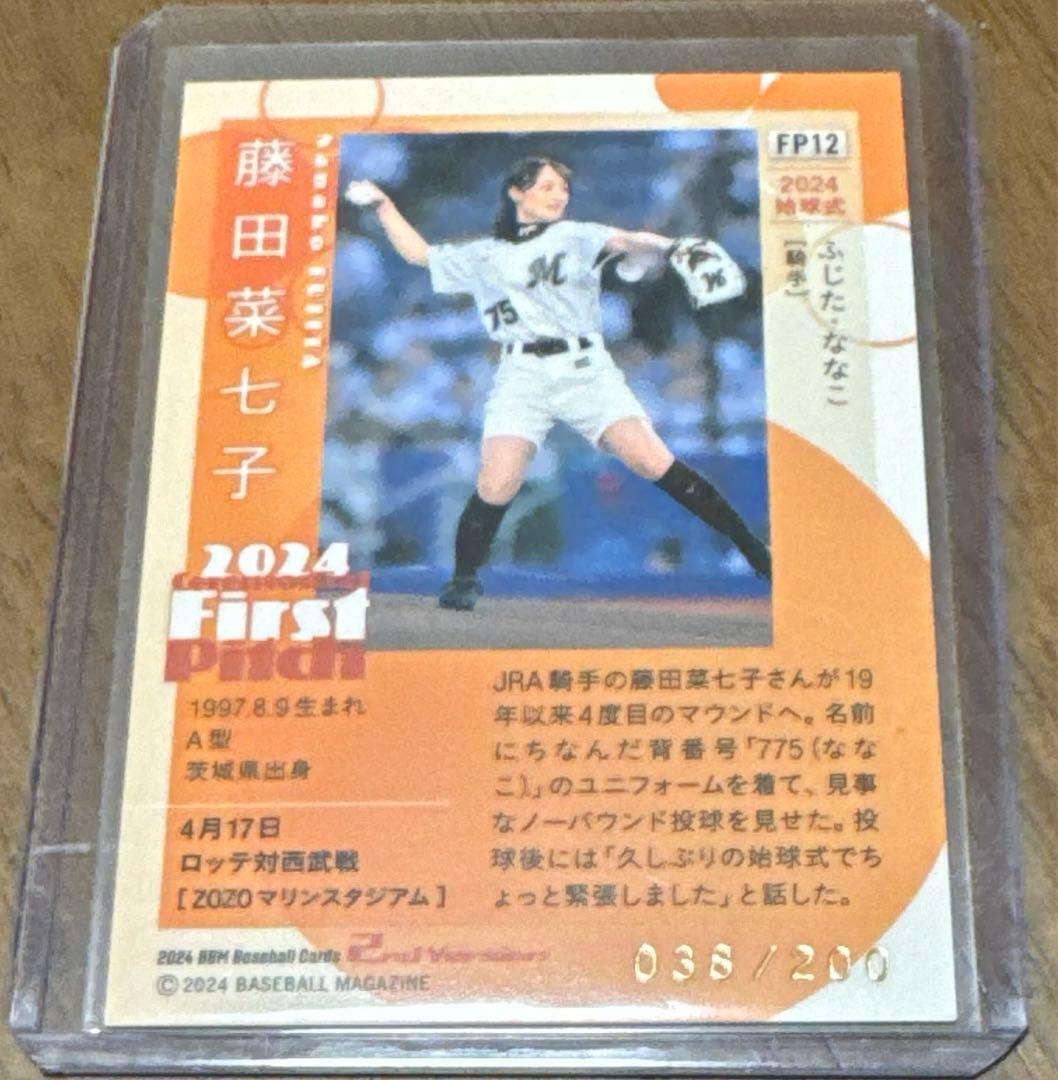 藤田菜七子
Nanako FUJITA
FP12
2024
始球式
ふじた・ななこ
[騎手]
M
75
2024
Ceremonial
First
Pitch
1997.8.9生まれ
A型
茨城県出身
4月17日
ロッテ対西武戦
[ZOZOマリンスタジアム]
JRA騎手の藤田菜七子さんが19
年以来4度目のマウンドへ。名前
にちなんだ背番号「775(なな
こ)」のユニフォームを着て、見事
なノーバウンド投球を見せた。投
球後には「久しぶりの始球式でち
ょっと緊張しました」と話した。
2024 BBM Baseball Cards 2nd Version
© 2024 BASEBALL MAGAZINE
038/200